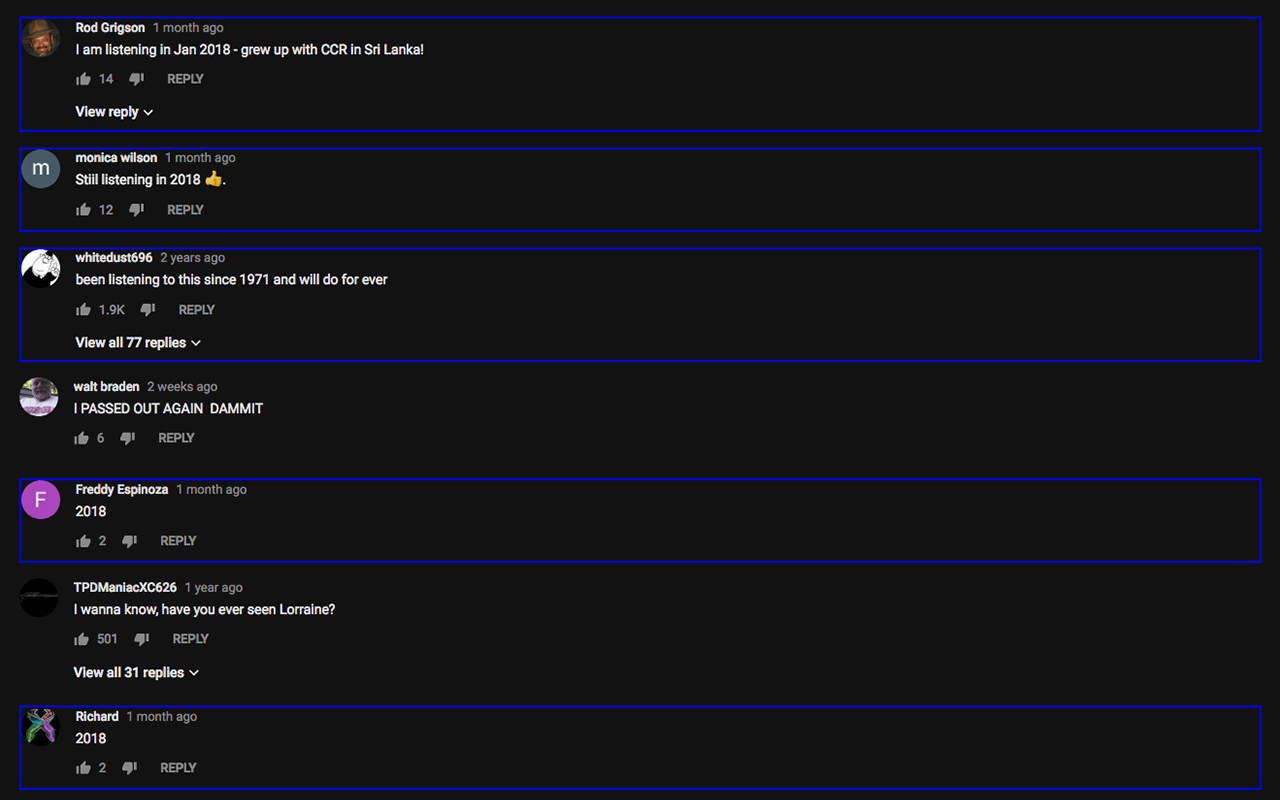 Rod Grigson 1 month ago
I am listening in Jan 2018 - grew up with CCR in Sri Lanka!
14 REPLY
View reply
m
monica wilson 1 month ago
Stiil listening in 2018 👍.
12 REPLY
whitedust696 2 years ago
been listening to this since 1971 and will do for ever
1.9K REPLY
View all 77 replies
walt braden 2 weeks ago
I PASSED OUT AGAIN  DAMMIT
6 REPLY
F
Freddy Espinoza 1 month ago
2018
2 REPLY
TPDManiacXC626 1 year ago
I wanna know, have you ever seen Lorraine?
501 REPLY
View all 31 replies
Richard 1 month ago
2018
2 REPLY